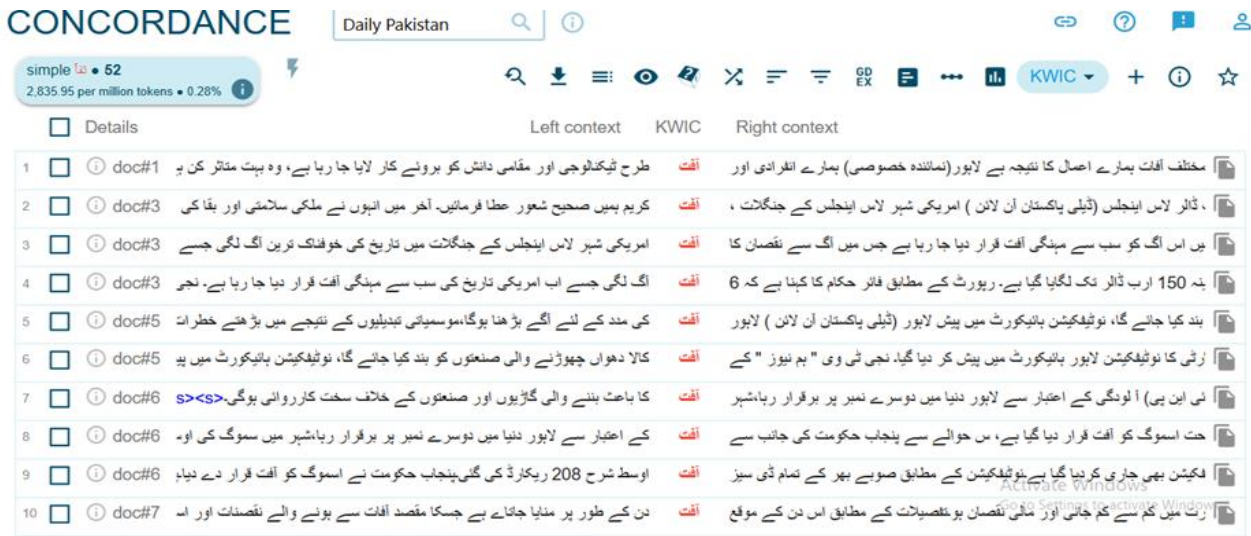 CONCORDANCE
Daily Pakistan
simple آفت • 52
2,835.95 per million tokens • 0.28%
GDEX
KWIC
Details Left context KWIC Right context
1 doc#1 طرح ٹیکنالوجی اور مقامی دانش کو بروئے کار لایا جا رہا ہے، وہ بہت متاثر کن ہے آفت مختلف آفات ہمارے اعمال کا نتیجہ ہے لاہور(نمائندہ خصوصی) ہمارے انفرادی اور
2 doc#3 کریم ہمیں صحیح شعور عطا فرمائیں۔ آخر میں انہوں نے ملکی سلامتی اور بقا کی آفت ، ڈالر لاس اینجلس (ڈیلی پاکستان آن لائن ) امریکی شہر لاس اینجلس کے جنگلات ،
3 doc#3 امریکی شہر لاس اینجلس کے جنگلات میں تاریخ کی خوفناک ترین آگ لگی جسے آفت یں اس آگ کو سب سے مہنگی آفت قرار دیا جا رہا ہے جس میں آگ سے نقصان کا
4 doc#3 آگ لگی جسے اب امریکی تاریخ کی سب سے مہنگی آفت قرار دیا جا رہا ہے۔ نجی آفت ینہ 150 ارب ڈالر تک لگایا گیا ہے۔ رپورٹ کے مطابق فائر حکام کا کہنا ہے کہ 6
5 doc#5 کی مدد کے لئے آگے بڑھنا ہوگا،موسمیاتی تبدیلیوں کے نتیجے میں بڑھتے خطرات آفت بند کیا جائے گا، نوٹیفکیشن ہائیکورٹ میں پیش لاہور (ڈیلی پاکستان آن لائن ) لاہور
6 doc#5 کالا دھواں چھوڑنے والی صنعتوں کو بند کیا جائے گا، نوٹیفکیشن ہائیکورٹ میں پی آفت ارٹی کا نوٹیفکیشن لاہور ہائیکورٹ میں پیش کر دیا گیا۔ نجی ٹی وی " ہم نیوز " کے
7 doc#6 کا باعث بننے والی گاڑیوں اور صنعتوں کے خلاف سخت کارروائی ہوگی۔<s><s آفت ئی این پی) آ لودگی کے اعتبار سے لاہور دنیا میں دوسرے نمبر پر برقرار رہا،شہر
8 doc#6 کے اعتبار سے لاہور دنیا میں دوسرے نمبر پر برقرار رہا،شہر میں سموگ کی اوس آفت حت اسموگ کو آفت قرار دیا گیا ہے، س حوالے سے پنجاب حکومت کی جانب سے
9 doc#6 اوسط شرح 208 ریکارڈ کی گئی،پنجاب حکومت نے اسموگ کو آفت قرار دے دیا، آفت فکیشن بھی جاری کردیا گیا ہے،نوٹیفکیشن کے مطابق صوبے بھر کے تمام ڈی سیز
Activate Windows
10 doc#7 دن کے طور پر منایا جاتاہے ہے جسکا مقصد آفات سے ہونے والے نقصنات اور اس آفت رت میں کم سے کم جانی اور مالی نقصان ہو،تفصیلات کے مطابق اس دن کے موقع
Go to Settings to activate Window